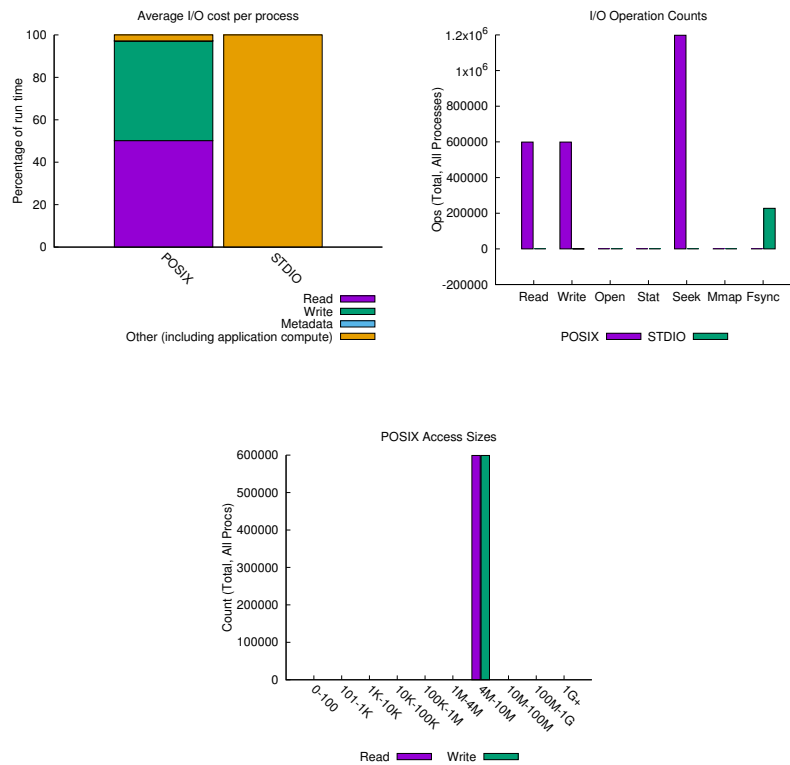 Average I/O cost per process
Percentage of run time
100
80
60
40
20
0
POSIX
STDIO
Read
Write
Metadata
Other (including application compute)
I/O Operation Counts
Ops (Total, All Processes)
1.2x10⁶
1x10⁶
800000
600000
400000
200000
0
-200000
Read Write Open Stat Seek Mmap Fsync
POSIX STDIO
POSIX Access Sizes
Count (Total, All Procs)
600000
500000
400000
300000
200000
100000
0
0-100
101-1K
1K-10K
10K-100K
100K-1M
1M-4M
4M-10M
10M-100M
100M-1G
1G+
Read Write